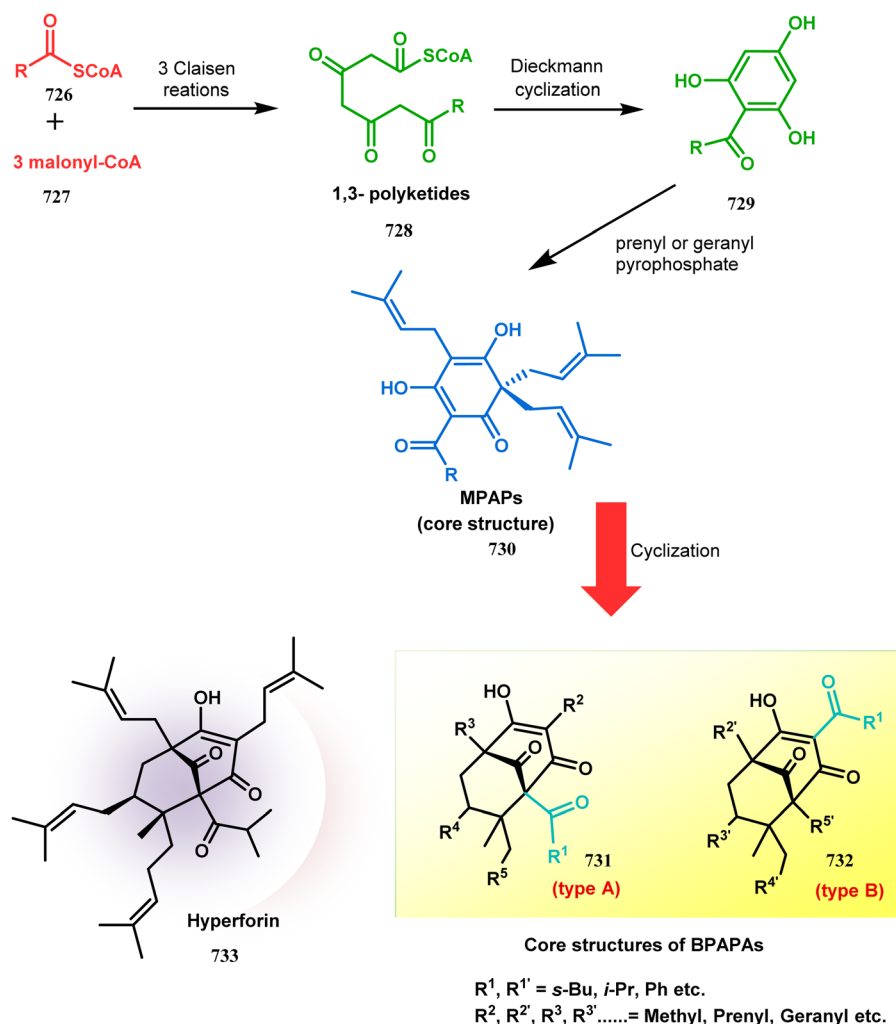 O
R
SCoA
726
+
3 malonyl-CoA
727
3 Claisen
reations
O
O
SCoA
O
O
R
1,3- polyketides
728
Dieckmann
cyclization
OH
HO
OH
R
O
729
prenyl or geranyl
pyrophosphate
OH
HO
O
O
R
MPAPs
(core structure)
730
Cyclization
OH
O
O
O
Hyperforin
733
HO
R2
R3
O
O
O
R4
R1
R5
731
(type A)
O
HO
R1
R2'
O
O
R3'
R5'
R4'
732
(type B)
Core structures of BPAPAs
R1, R1' = s-Bu, i-Pr, Ph etc.
R2, R2', R3, R3'......= Methyl, Prenyl, Geranyl etc.